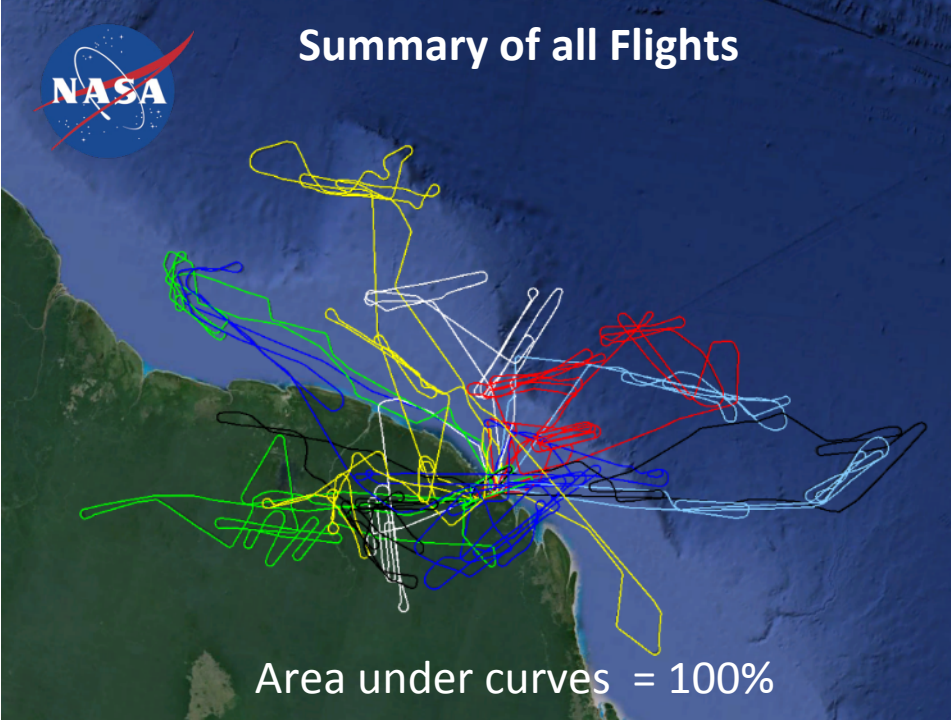 NASA
Summary of all Flights
Area under curves = 100%